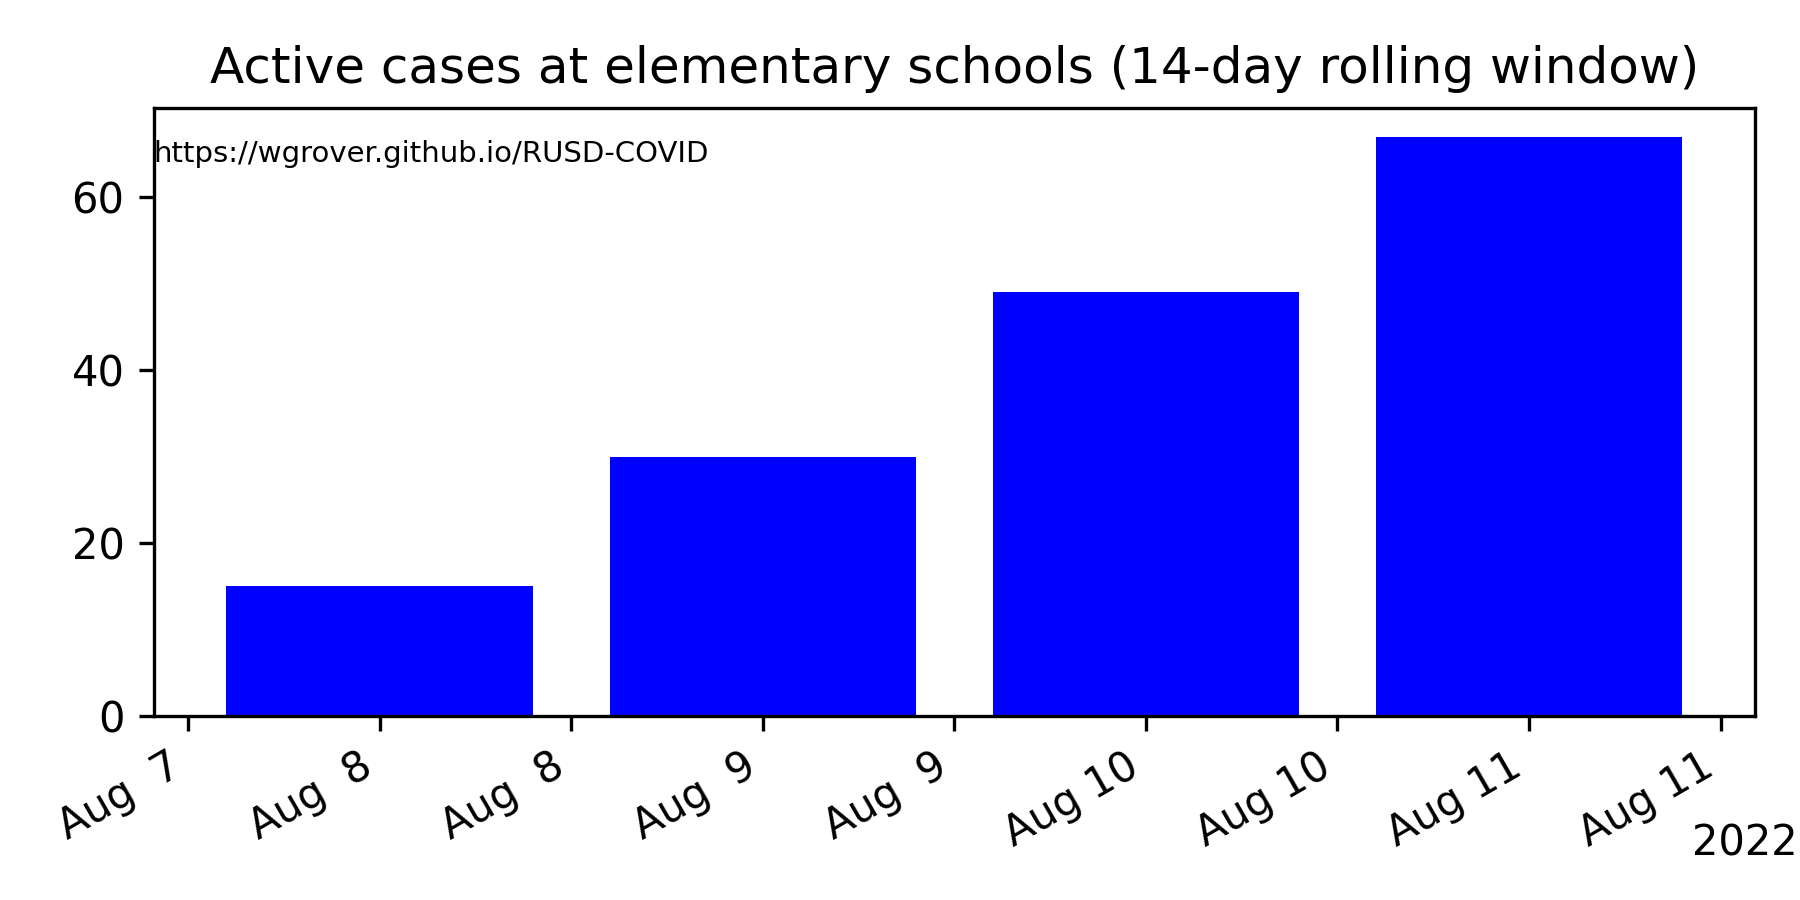 Active cases at elementary schools (14-day rolling window)
https://wgrover.github.io/RUSD-COVID
60
40
20
0
Aug 7
Aug 8
Aug 8
Aug 9
Aug 9
Aug 10
Aug 10
Aug 11
Aug 11
2022